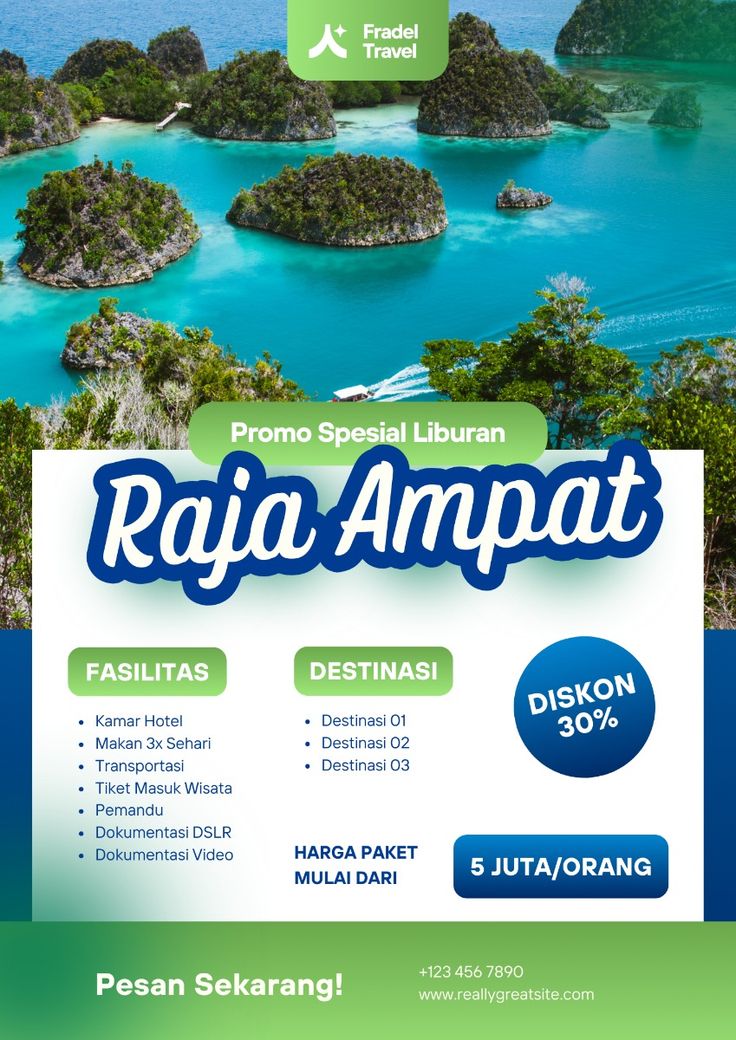 Fradel
Travel
Promo Spesial Liburan
Raja Ampat
FASILITAS
• Kamar Hotel
• Makan 3x Sehari
• Transportasi
• Tiket Masuk Wisata
• Pemandu
• Dokumentasi DSLR
• Dokumentasi Video
DESTINASI
• Destinasi 01
• Destinasi 02
• Destinasi 03
DISKON
30%
HARGA PAKET
MULAI DARI
5 JUTA/ORANG
Pesan Sekarang!
+123 456 7890
www.reallygreatsite.com